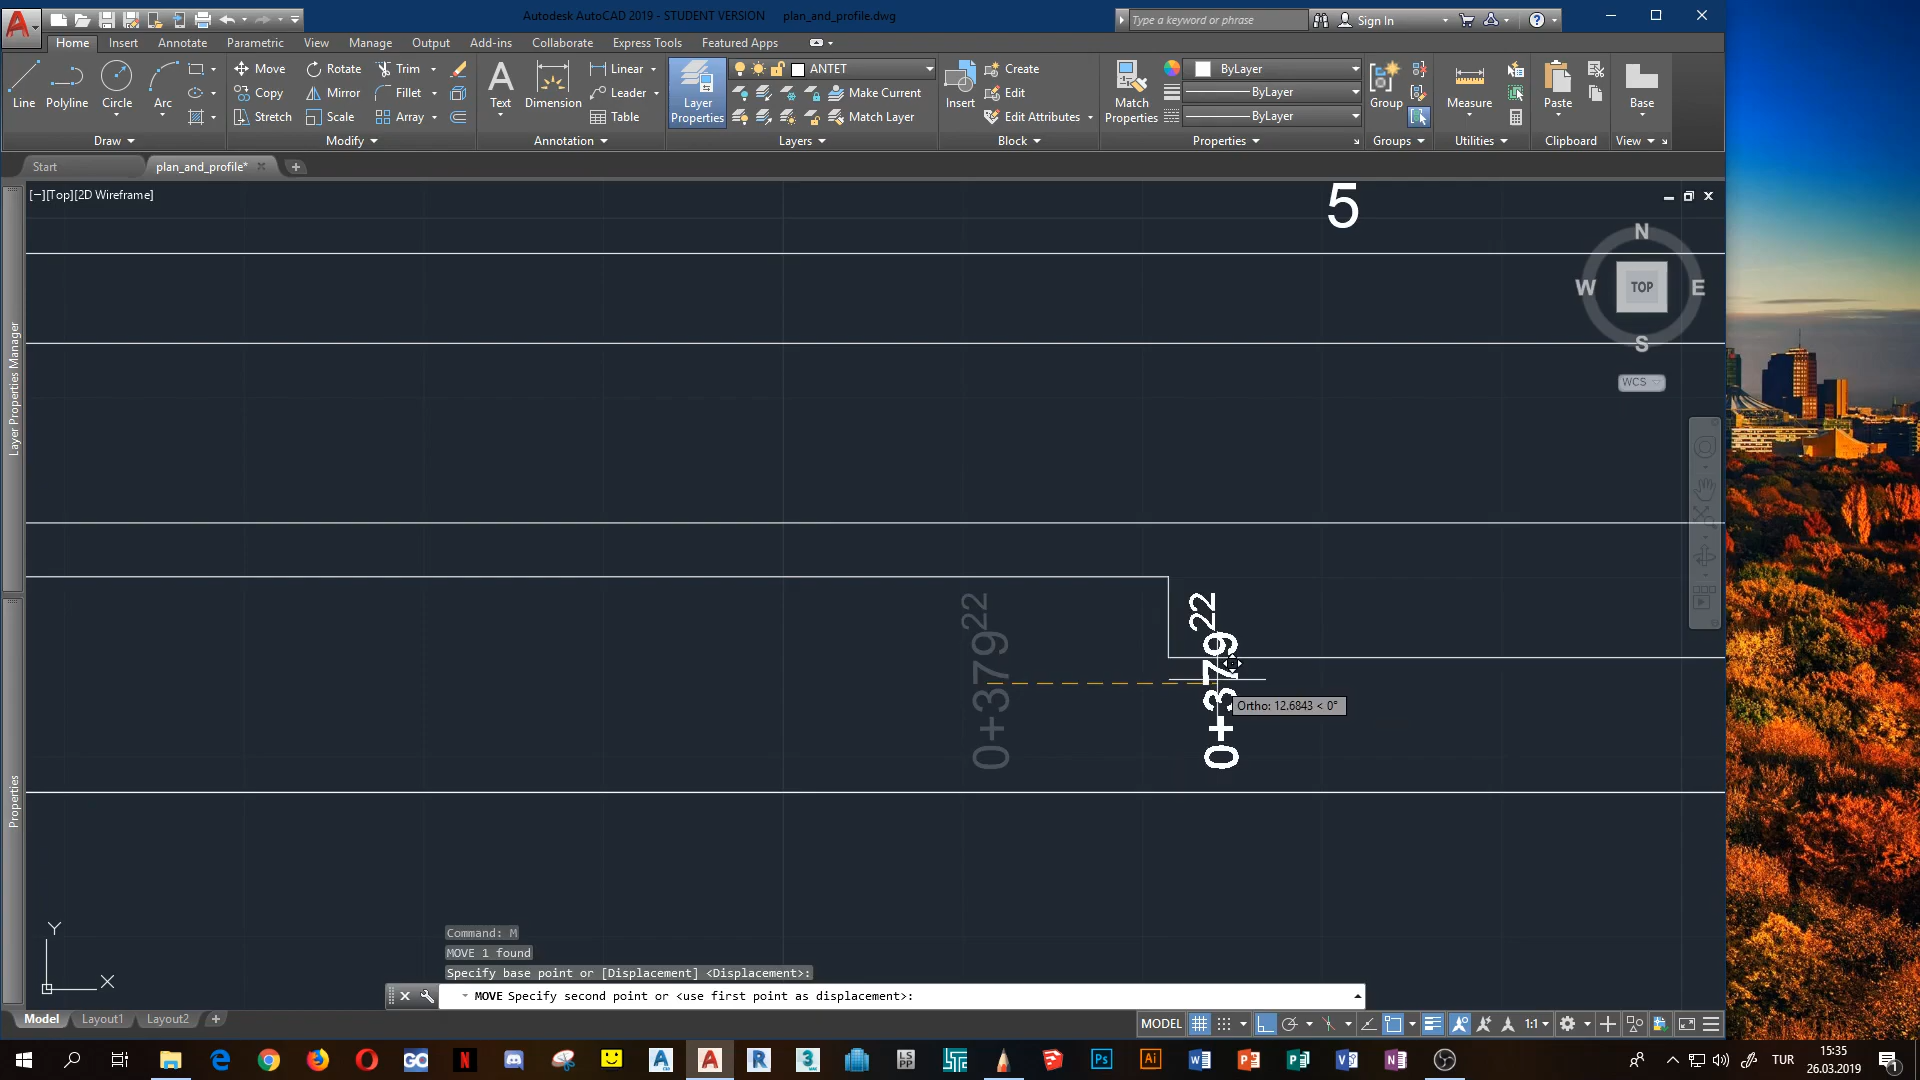 Autodesk AutoCAD 2019 - STUDENT VERSION plan_and_profile.dwg
Type a keyword or phrase
Sign In
Home Insert Annotate Parametric View Manage Output Add-ins Collaborate Express Tools Featured Apps
Line Polyline Circle Arc
Move Rotate Trim
Copy Mirror Fillet
Stretch Scale Array
Text Dimension
Linear
Leader
Table
Layer Properties
ANTET
Make Current
Match Layer
Insert
Create
Edit
Edit Attributes
Match Properties
ByLayer
ByLayer
ByLayer
Group Measure Paste Base
Draw Modify Annotation Layers Block Properties Groups Utilities Clipboard View
Start plan_and_profile*
[−][Top][2D Wireframe]
5
N
W TOP E
S
WCS
Layer Properties Manager
Properties
0+379 22
0+379 22
Ortho: 12.6843 < 0°
Y
X
Command: M
MOVE 1 found
Specify base point or [Displacement] <Displacement>:
MOVE Specify second point or <use first point as displacement>:
Model Layout1 Layout2
MODEL 1:1
TUR
15:35
26.03.2019